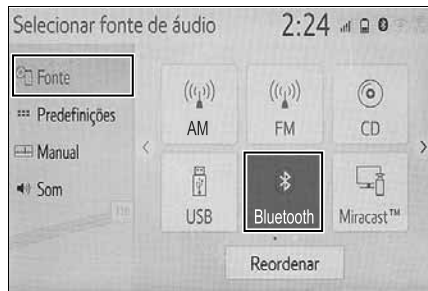 Selecionar fonte de áudio 2:24
Fonte
Predefinições
Manual
Som
AM FM CD
USB Bluetooth Miracast™
Reordenar